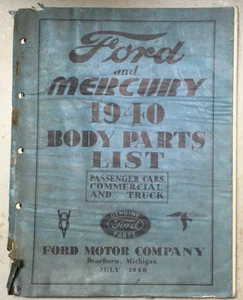 Ford
and
MERCURY
1940
BODY PARTS
LIST
PASSENGER CARS,
COMMERCIAL
AND TRUCK
GENUINE
Ford
PARTS
V8
FORD MOTOR COMPANY
Dearborn, Michigan
JULY 1940